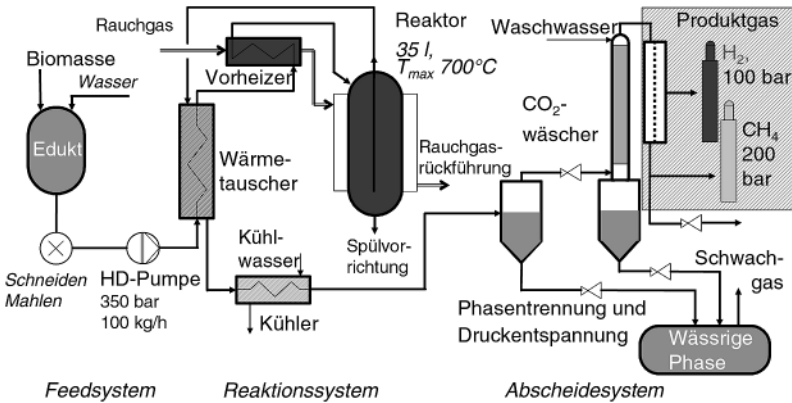 Rauchgas
Biomasse
Wasser
Edukt
Schneiden
Mahlen
HD-Pumpe
350 bar
100 kg/h
Vorheizer
Wärme-
tauscher
Kühl-
wasser
Kühler
Reaktor
35 l,
Tmax 700°C
Rauchgas-
rückführung
Spülvor-
richtung
Waschwasser
CO2-
wäscher
Produktgas
H2,
100 bar
CH4
200
bar
Phasentrennung und
Druckentspannung
Schwach-
gas
Wässrige
Phase
Feedsystem
Reaktionssystem
Abscheidesystem